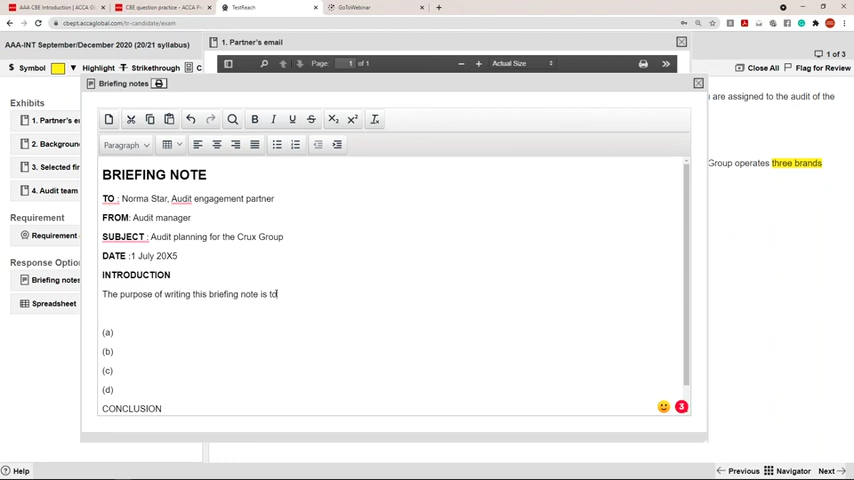 AAA CBE Introduction | ACCA G
CBE question practice - ACCA P
TestReach
GoToWebinar
cbept.accaglobal.com/tr-candidate/exam
AAA-INT September/December 2020 (20/21 syllabus)
1. Partner's email
1 of 3
Symbol
Highlight
Strikethrough
C
Page: 1 of 1
Actual Size
Close All
Flag for Review
Briefing notes
Exhibits
1. Partner's e
2. Backgroun
3. Selected fir
4. Audit team
Requirement
Requirement
Response Option
Briefing notes
Spreadsheet
Paragraph
BRIEFING NOTE
TO : Norma Star, Audit engagement partner
FROM: Audit manager
SUBJECT : Audit planning for the Crux Group
DATE :1 July 20X5
INTRODUCTION
The purpose of writing this briefing note is to
(a)
(b)
(c)
(d)
CONCLUSION
3
are assigned to the audit of the
Group operates three brands
Help
Previous
Navigator
Next